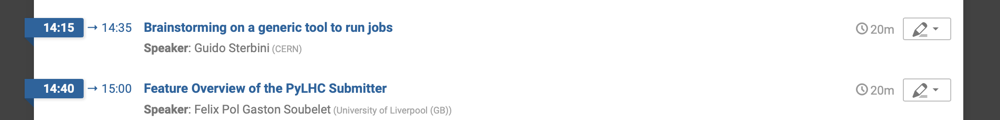 14:15 → 14:35 Brainstorming on a generic tool to run jobs 20m
Speaker: Guido Sterbini (CERN)
14:40 → 15:00 Feature Overview of the PyLHC Submitter 20m
Speaker: Felix Pol Gaston Soubelet (University of Liverpool (GB))